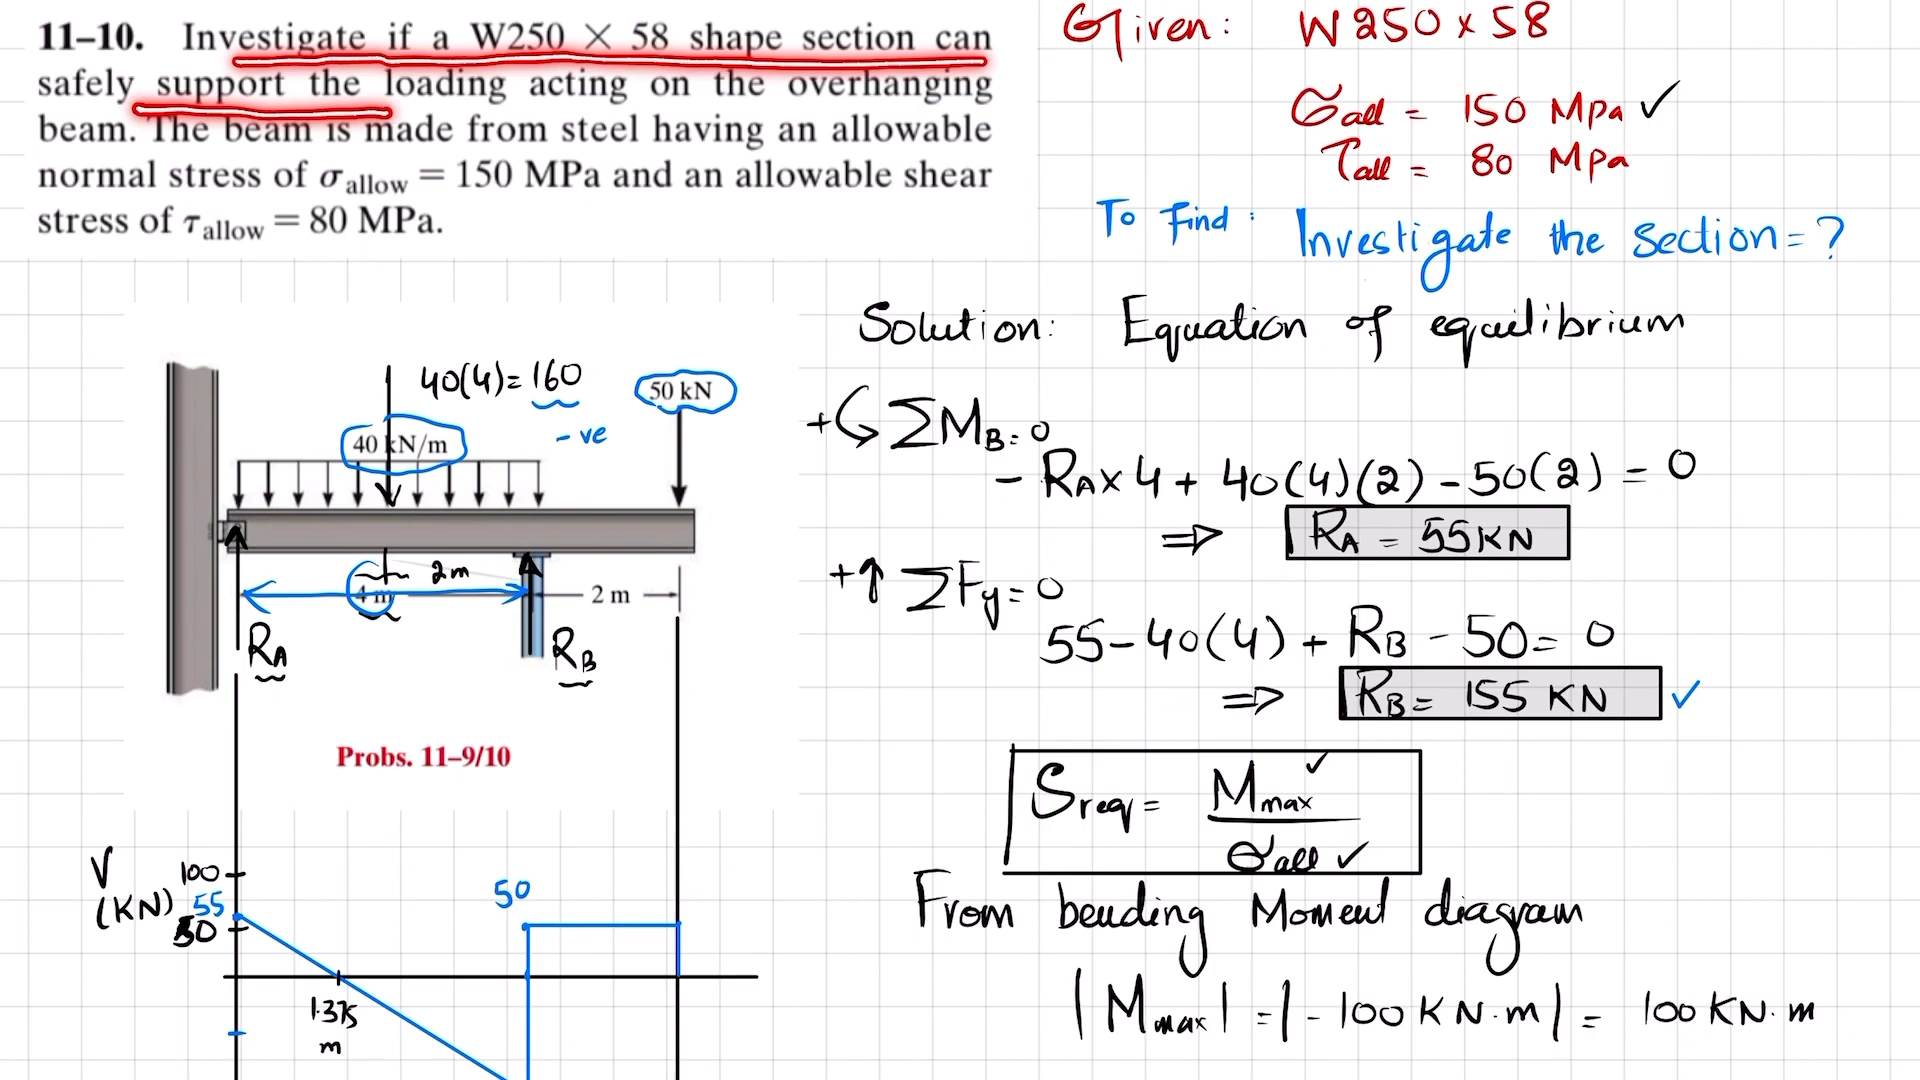 11–10. Investigate if a W250 × 58 shape section can
safely support the loading acting on the overhanging
beam. The beam is made from steel having an allowable
normal stress of σ allow = 150 MPa and an allowable shear
stress of τ allow = 80 MPa.
Given: W250 × 58
σall = 150 MPa ✓
τall = 80 MPa
To Find: Investigate the section = ?
Solution: Equation of equilibrium
+↺ ΣM_B = 0
- RA × 4 + 40(4)(2) - 50(2) = 0
⇒ RA = 55 KN
+↑ ΣFy = 0
55 - 40(4) + RB - 50 = 0
⇒ RB = 155 KN ✓
Sreq = Mmax ✓ / σall ✓
From bending Moment diagram
|Mmax| = |- 100 KN.m| = 100 KN.m
40(4) = 160
- ve
50 kN
40 kN/m
2m
4 m
2 m
RA
RB
Probs. 11–9/10
V
(KN)
100
55
50
50
1.375
m